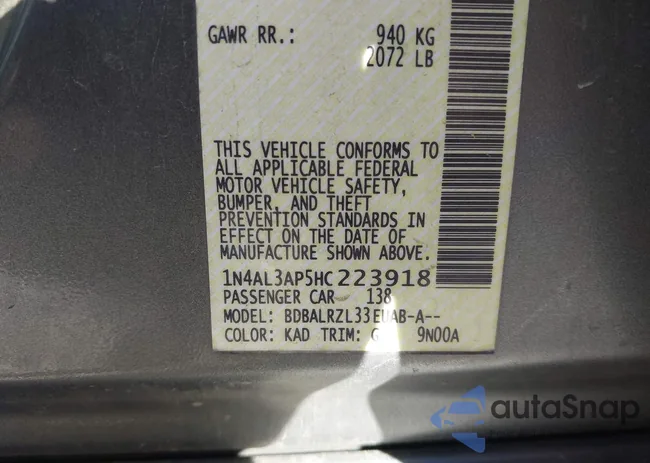 GAWR RR.: 940 KG
2072 LB
THIS VEHICLE CONFORMS TO
ALL APPLICABLE FEDERAL
MOTOR VEHICLE SAFETY,
BUMPER, AND THEFT
PREVENTION STANDARDS IN
EFFECT ON THE DATE OF
MANUFACTURE SHOWN ABOVE.
1N4AL3AP5HC223918
PASSENGER CAR 138
MODEL: BDBALRZL33EUAB-A--
COLOR: KAD TRIM: G 9N00A
autoSnap